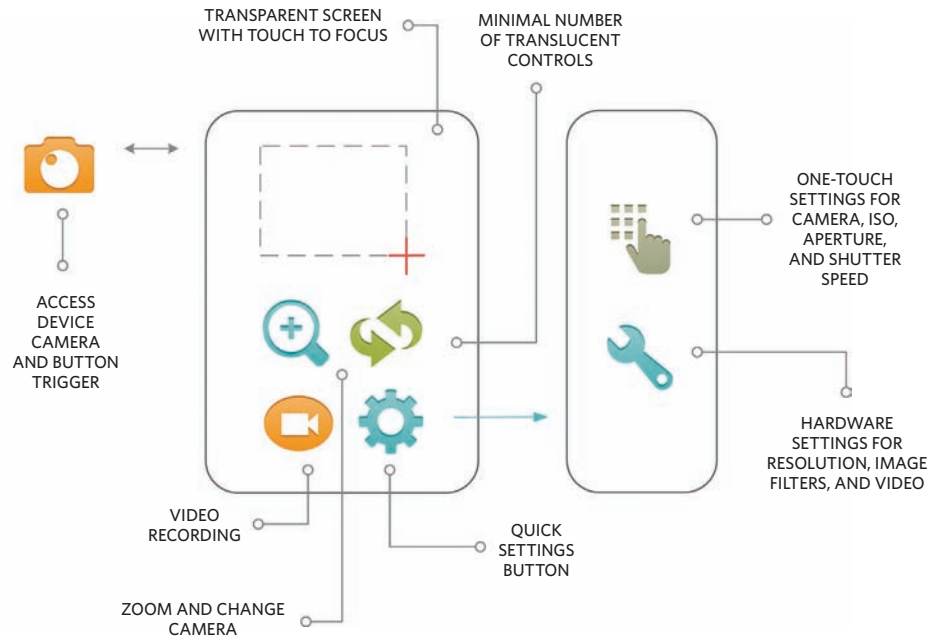 TRANSPARENT SCREEN
WITH TOUCH TO FOCUS
MINIMAL NUMBER
OF TRANSLUCENT
CONTROLS
ONE-TOUCH
SETTINGS FOR
CAMERA, ISO,
APERTURE,
AND SHUTTER
SPEED
ACCESS
DEVICE
CAMERA
AND BUTTON
TRIGGER
HARDWARE
SETTINGS FOR
RESOLUTION, IMAGE
FILTERS, AND VIDEO
VIDEO
RECORDING
QUICK
SETTINGS
BUTTON
ZOOM AND CHANGE
CAMERA